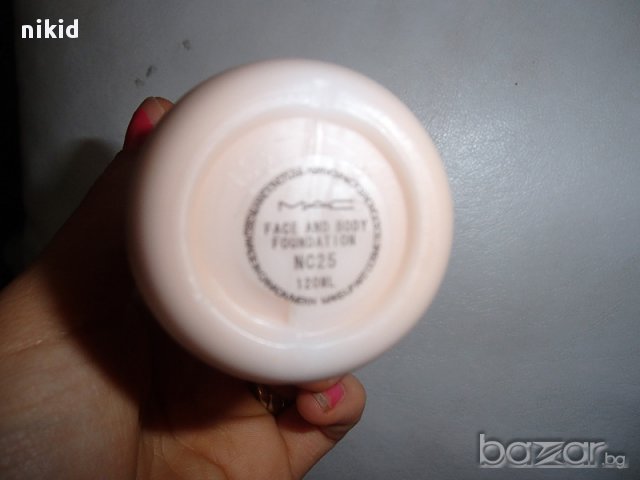 nikid
MAC
FACE AND BODY
FOUNDATION
NC25
120ML
bazar.bg